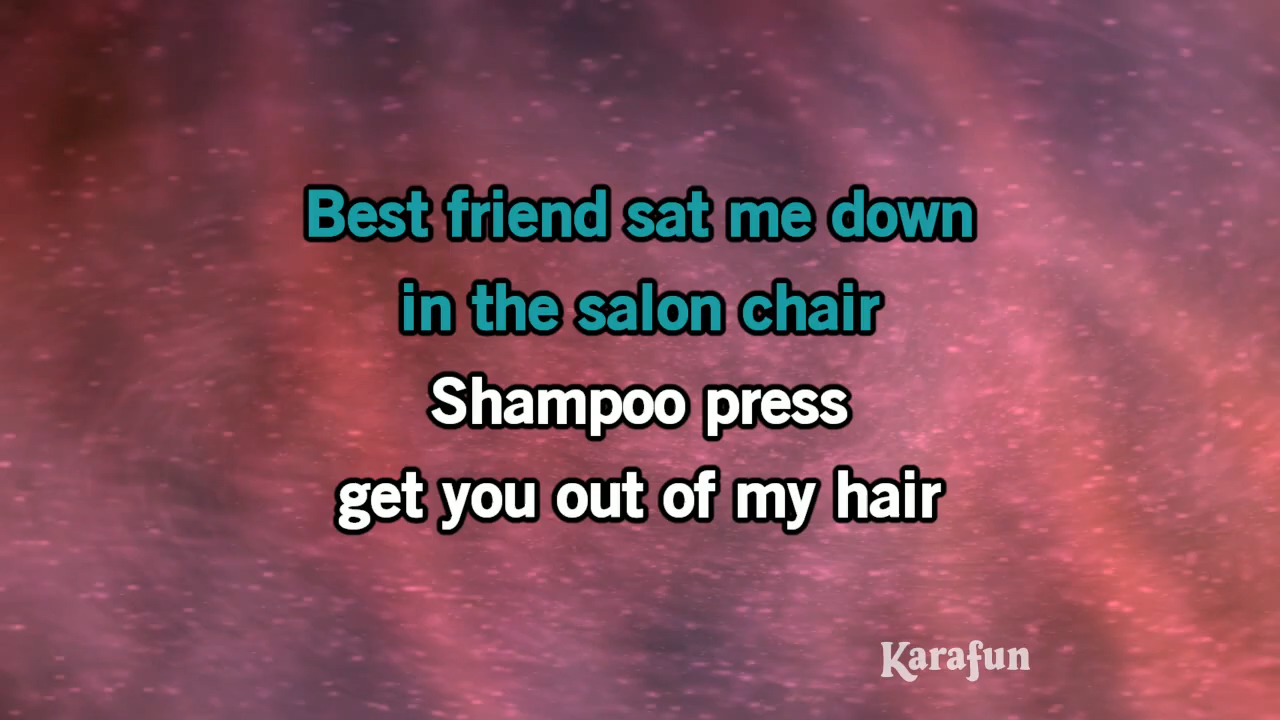 Best friend sat me down
in the salon chair
Shampoo press
get you out of my hair
Karafun